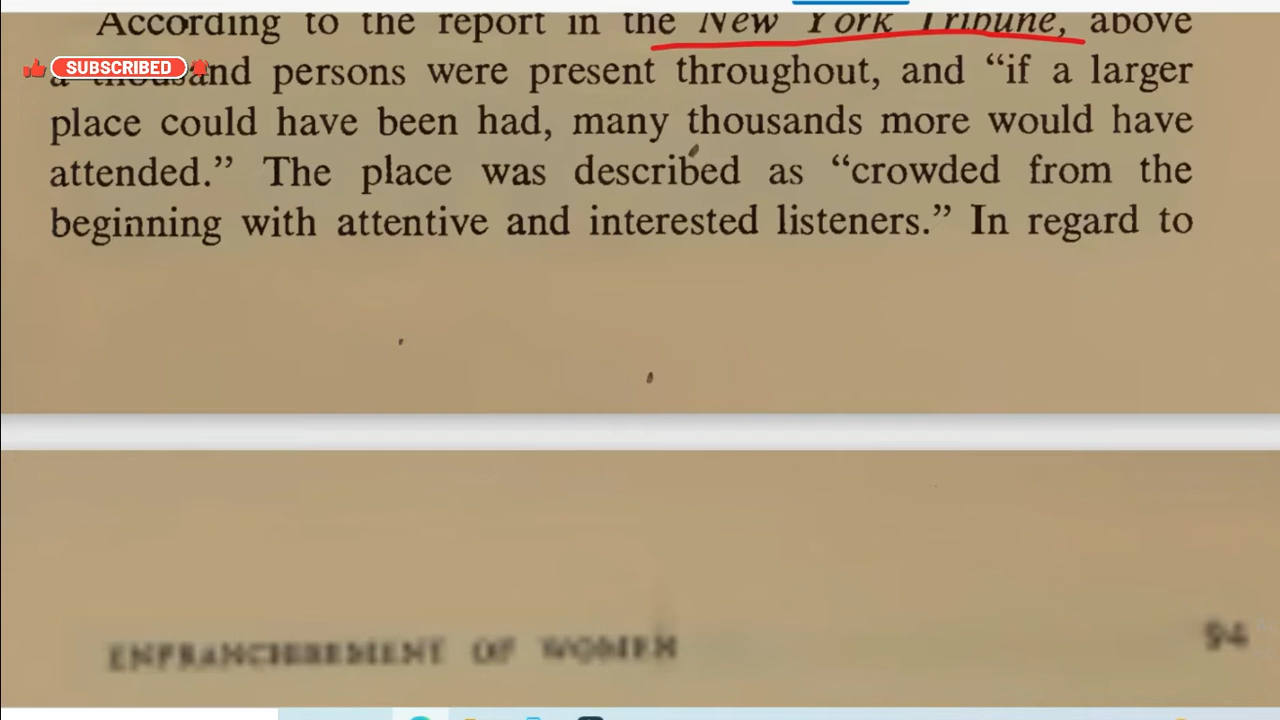 According to the report in the New York Tribune, above
SUBSCRIBED
a thousand persons were present throughout, and “if a larger
place could have been had, many thousands more would have
attended.” The place was described as “crowded from the
beginning with attentive and interested listeners.” In regard to
ENFRANCHISEMENT OF WOMEN 94